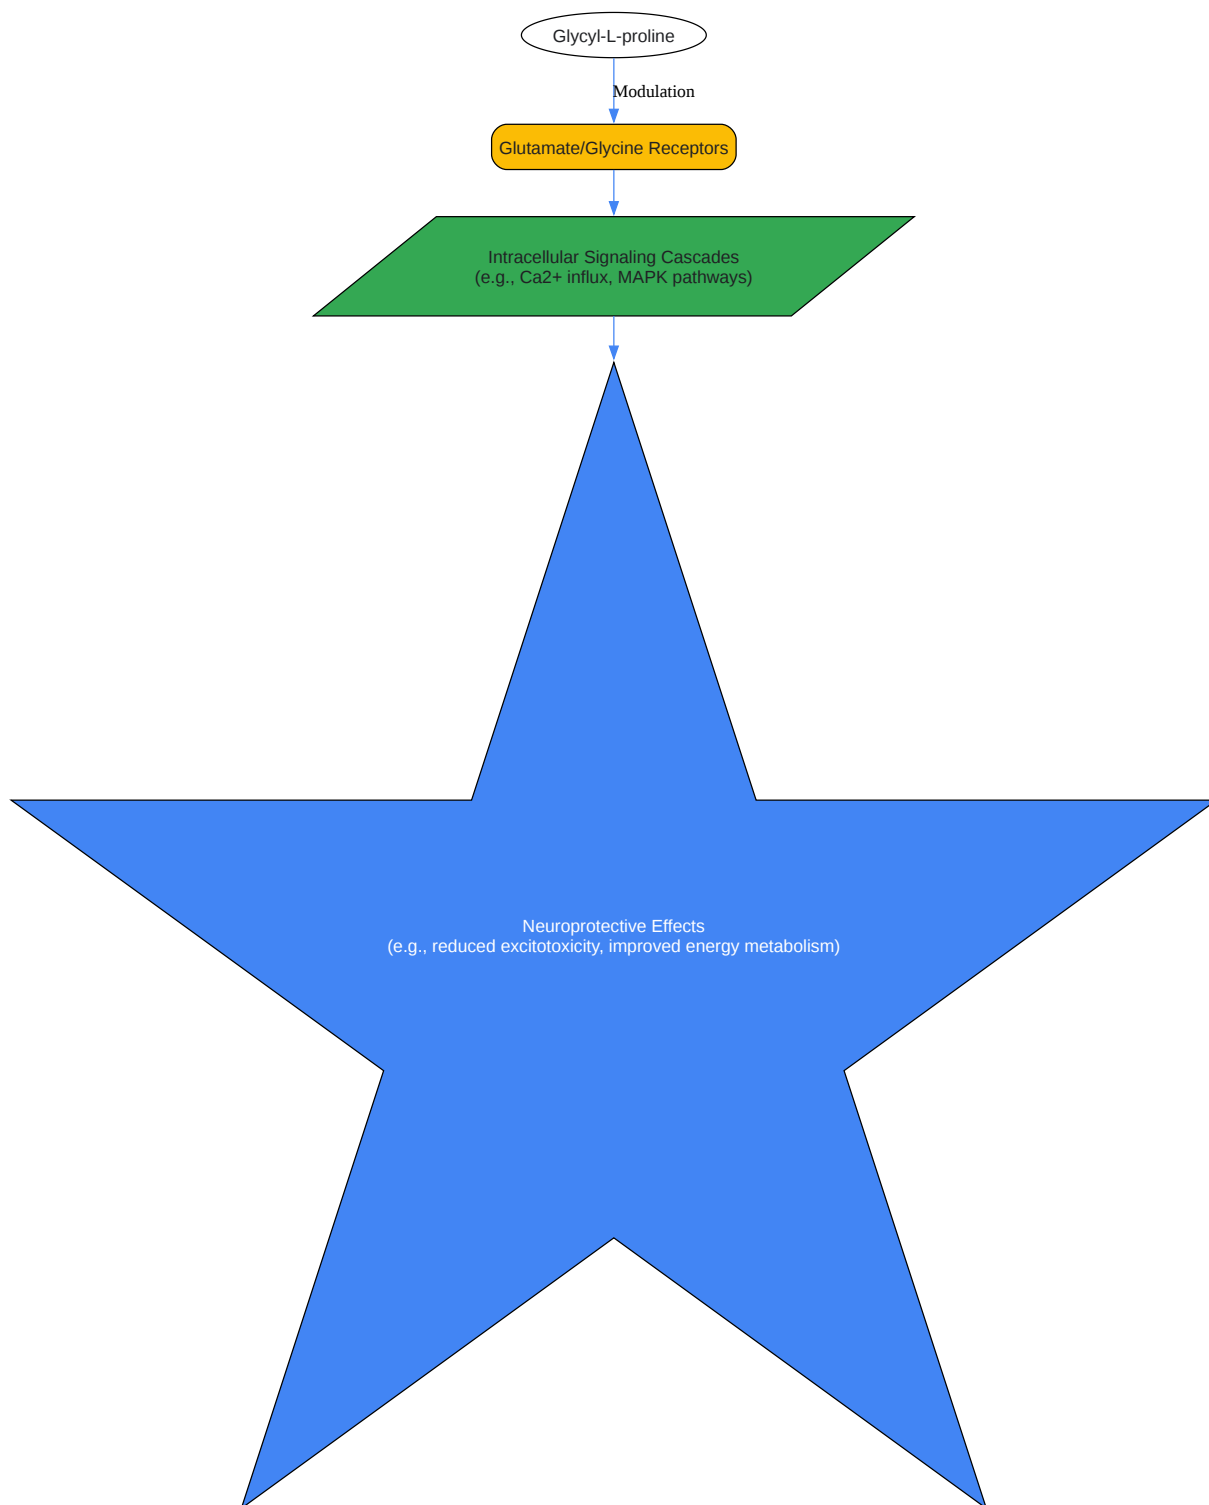 Glycyl-L-proline
Modulation
Glutamate/Glycine Receptors
Intracellular Signaling Cascades
(e.g., Ca2+ influx, MAPK pathways)
Neuroprotective Effects
(e.g., reduced excitotoxicity, improved energy metabolism)